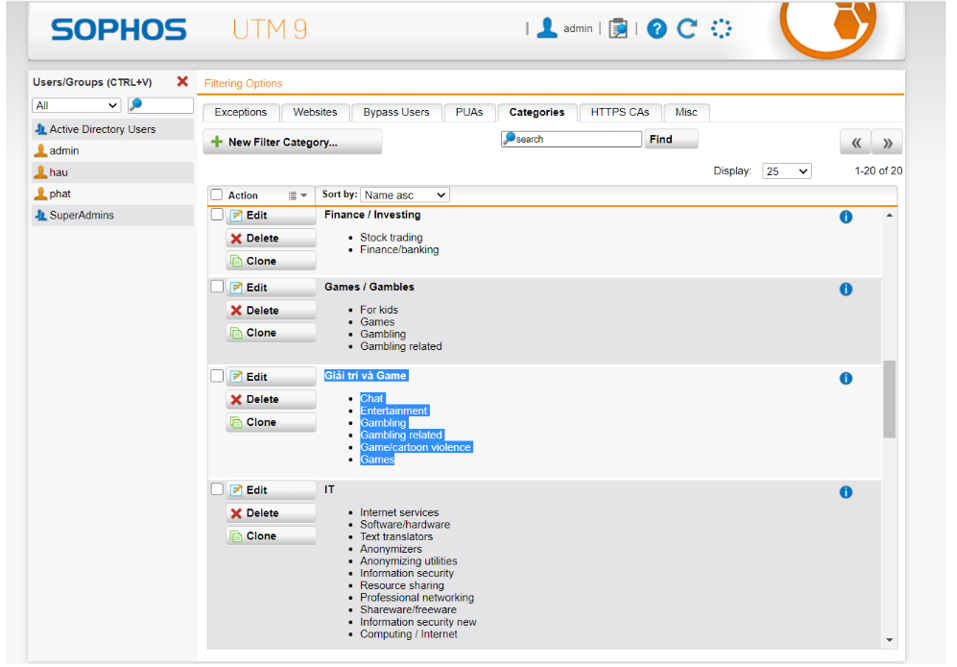 SOPHOS UTM 9
admin
Users/Groups (CTRL+V)
All
Active Directory Users
admin
hau
phat
SuperAdmins
Filtering Options
Exceptions Websites Bypass Users PUAs Categories HTTPS CAs Misc
New Filter Category...
search Find
Display: 25 1-20 of 20
Action Sort by: Name asc
Edit Finance / Investing
Delete • Stock trading
• Finance/banking
Clone
Edit Games / Gambles
Delete • For kids
• Games
Clone • Gambling
• Gambling related
Edit Giải trí và Game
Delete • Chat
• Entertainment
Clone • Gambling
• Gambling related
• Game/cartoon violence
• Games
Edit IT
Delete • Internet services
• Software/hardware
Clone • Text translators
• Anonymizers
• Anonymizing utilities
• Information security
• Resource sharing
• Professional networking
• Shareware/freeware
• Information security new
• Computing / Internet